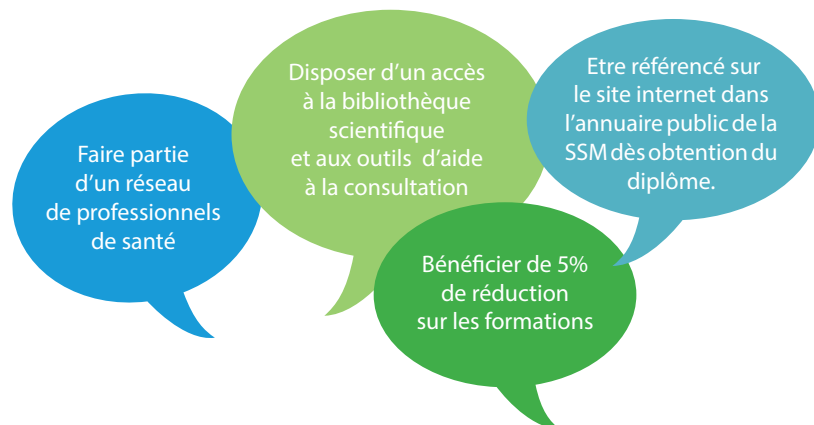 Faire partie
d'un réseau
de professionnels
de santé
Disposer d'un accès
à la bibliothèque
scientifique
et aux outils d'aide
à la consultation
Etre référencé sur
le site internet dans
l'annuaire public de la
SSM dès obtention du
diplôme.
Bénéficier de 5%
de réduction
sur les formations